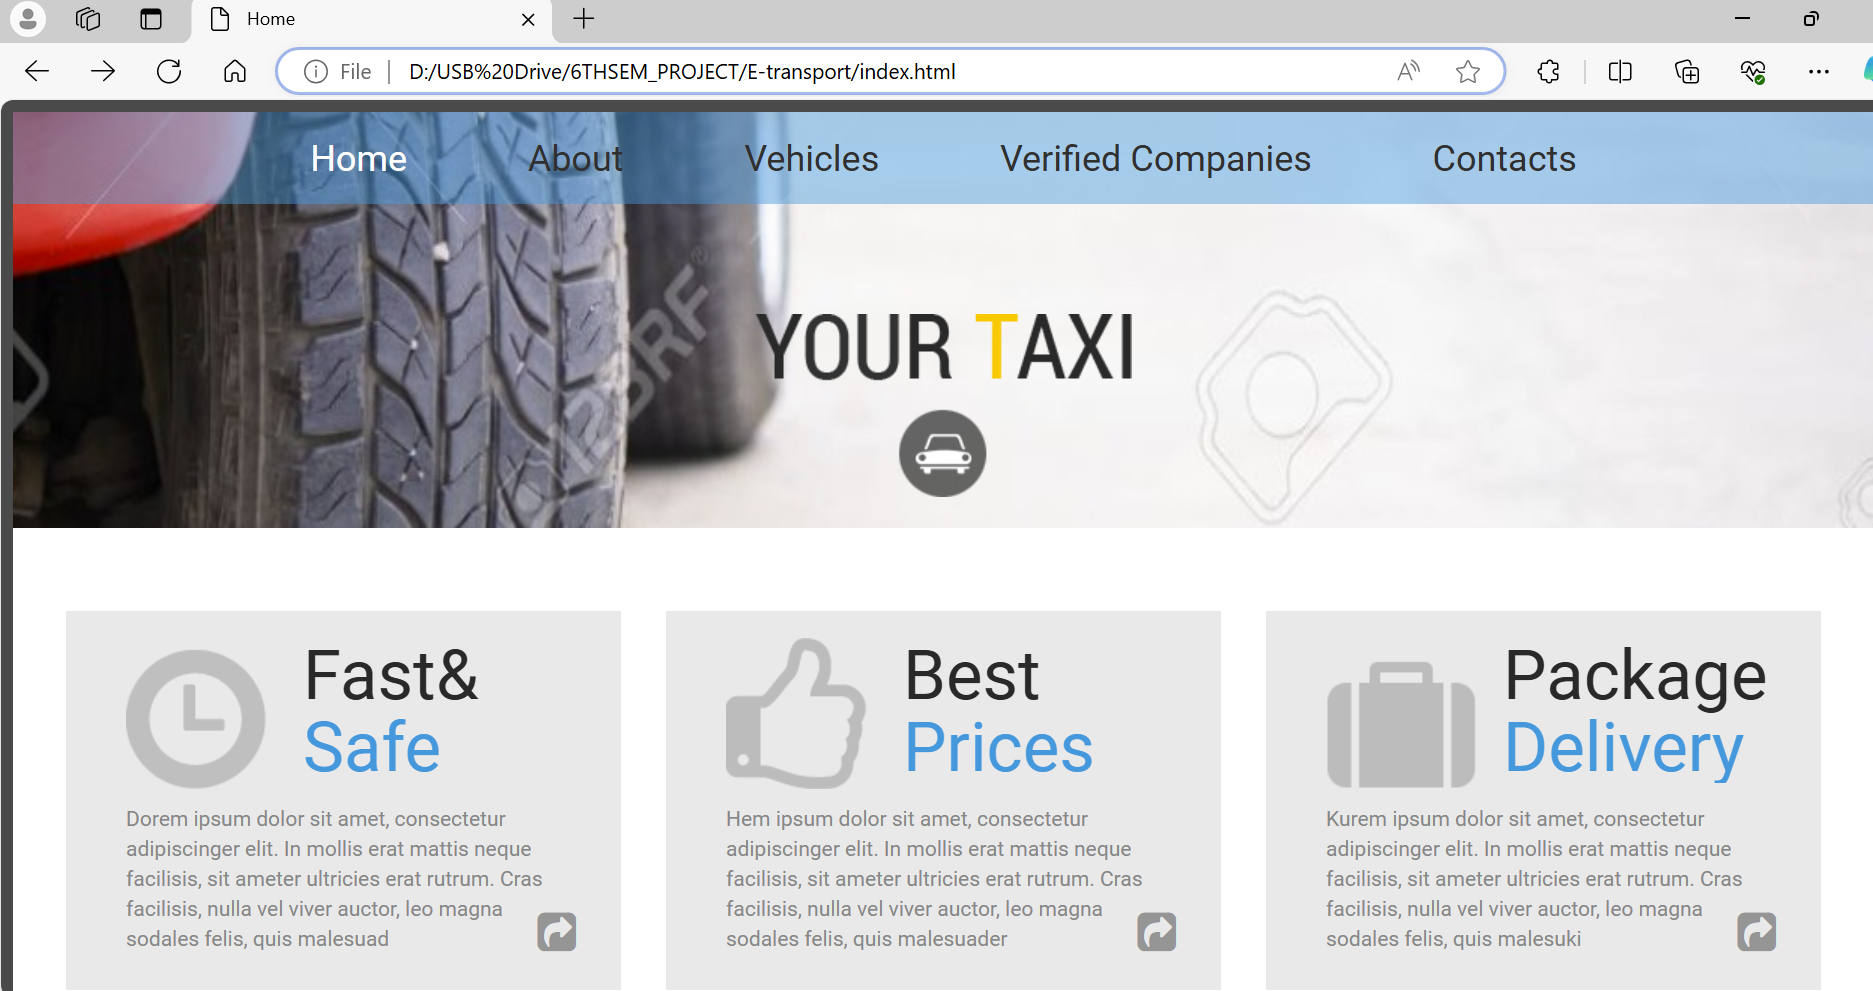 Home
File
D:/USB%20Drive/6THSEM_PROJECT/E-transport/index.html
Home
About
Vehicles
Verified Companies
Contacts
123RF®
YOUR TAXI
Fast&
Safe
Dorem ipsum dolor sit amet, consectetur
adipiscinger elit. In mollis erat mattis neque
facilisis, sit ameter ultricies erat rutrum. Cras
facilisis, nulla vel viver auctor, leo magna
sodales felis, quis malesuad
Best
Prices
Hem ipsum dolor sit amet, consectetur
adipiscinger elit. In mollis erat mattis neque
facilisis, sit ameter ultricies erat rutrum. Cras
facilisis, nulla vel viver auctor, leo magna
sodales felis, quis malesuader
Package
Delivery
Kurem ipsum dolor sit amet, consectetur
adipiscinger elit. In mollis erat mattis neque
facilisis, sit ameter ultricies erat rutrum. Cras
facilisis, nulla vel viver auctor, leo magna
sodales felis, quis malesuki